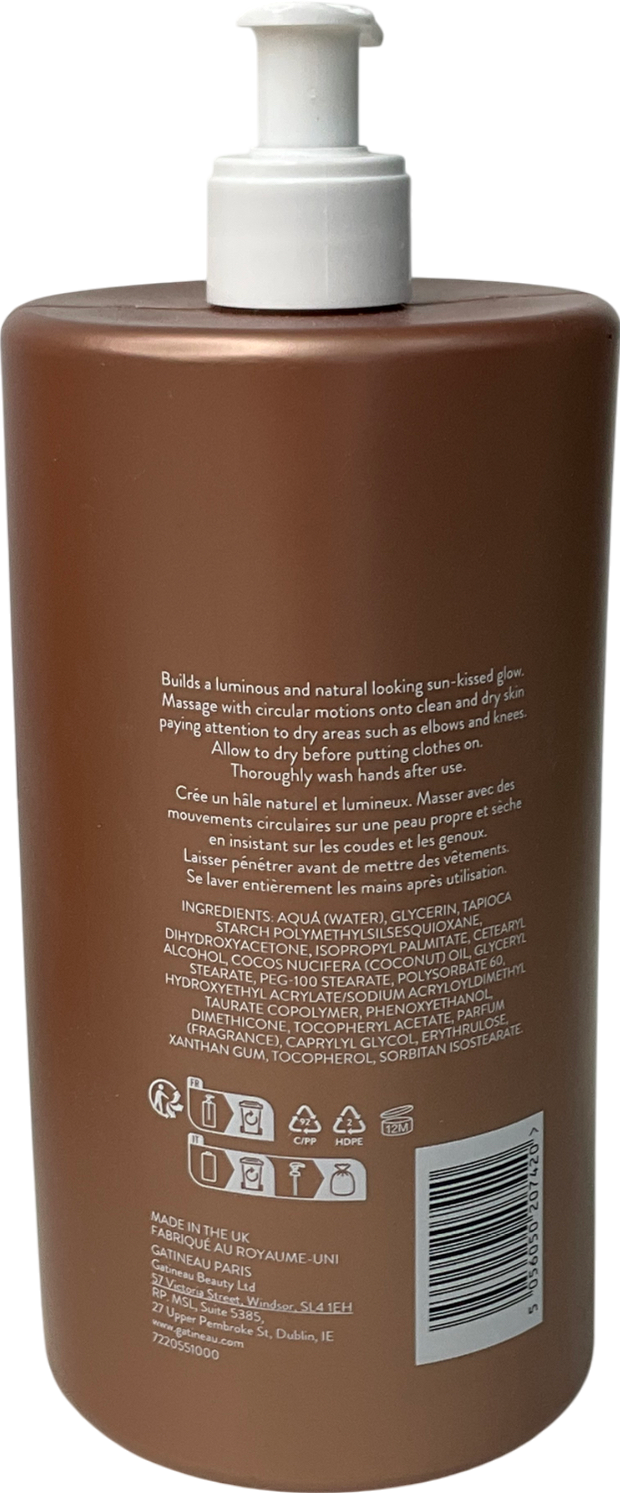 Builds a luminous and natural looking sun-kissed glow.
Massage with circular motions onto clean and dry skin
paying attention to dry areas such as elbows and knees.
Allow to dry before putting clothes on.
Thoroughly wash hands after use.
Crée un hâle naturel et lumineux. Masser avec des
mouvements circulaires sur une peau propre et sèche
en insistant sur les coudes et les genoux.
Laisser pénétrer avant de mettre des vêtements.
Se laver entièrement les mains après utilisation.
INGREDIENTS: AQUA (WATER), GLYCERIN, TAPIOCA
STARCH POLYMETHYLSILSESQUIOXANE,
DIHYDROXYACETONE, ISOPROPYL PALMITATE, CETEARYL
ALCOHOL, COCOS NUCIFERA (COCONUT) OIL, GLYCERYL
STEARATE, PEG-100 STEARATE, POLYSORBATE 60,
HYDROXYETHYL ACRYLATE/SODIUM ACRYLOYLDIMETHYL
TAURATE COPOLYMER, PHENOXYETHANOL,
DIMETHICONE, TOCOPHERYL ACETATE, PARFUM
(FRAGRANCE), CAPRYLYL GLYCOL, ERYTHRULOSE,
XANTHAN GUM, TOCOPHEROL, SORBITAN ISOSTEARATE.
FR
92
C/PP
2
HDPE
12M
IT
MADE IN THE UK
FABRIQUÉ AU ROYAUME-UNI
GATINEAU PARIS
Gatineau Beauty Ltd
57 Victoria Street, Windsor, SL4 1EH
RP- MSL, Suite 5385,
27 Upper Pembroke St, Dublin, IE
www.gatineau.com
7220551000
5 056050 207420 >